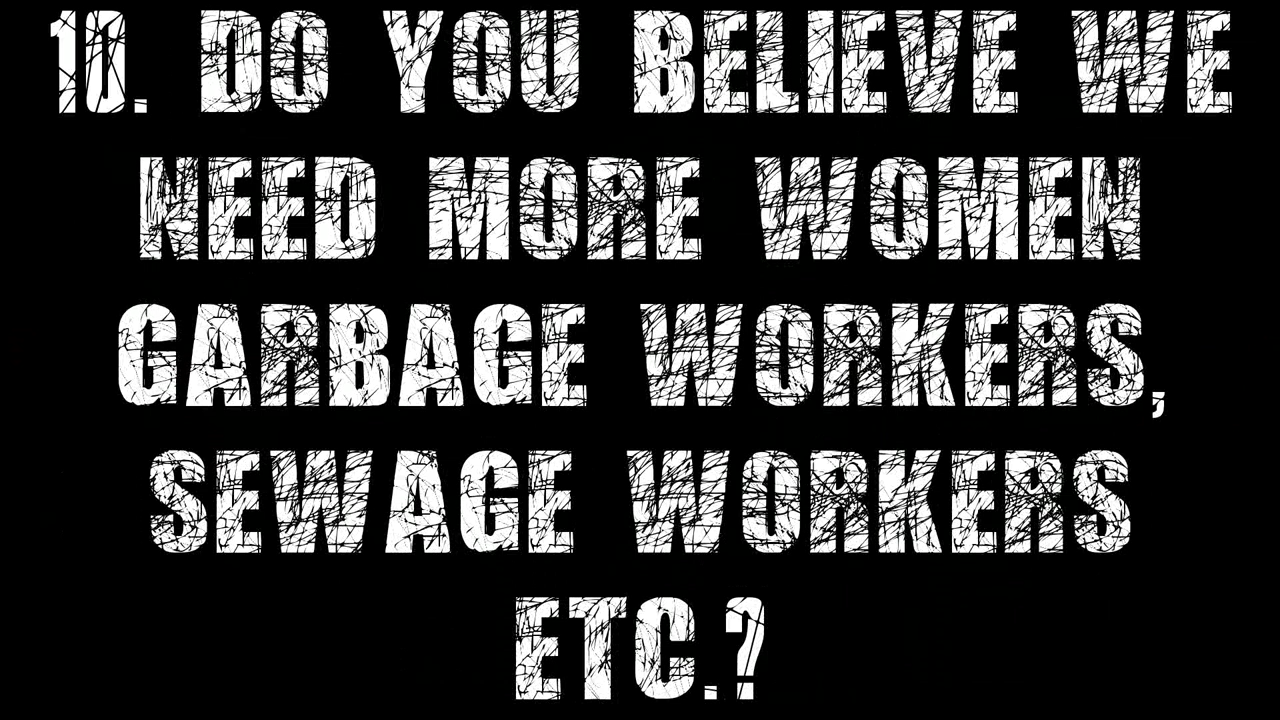 10. DO YOU BELIEVE WE
NEED MORE WOMEN
GARBAGE WORKERS,
SEWAGE WORKERS
ETC.?